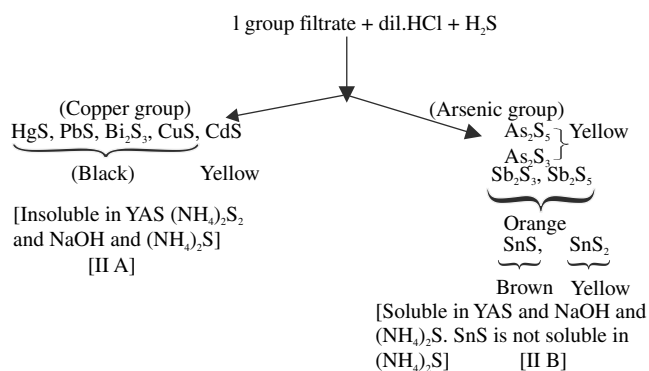 l group filtrate + dil.HCl + H₂S
(Copper group)
HgS, PbS, Bi₂S₃, CuS, CdS
(Black) Yellow
[Insoluble in YAS (NH₄)₂S₂
and NaOH and (NH₄)₂S]
[II A]
(Arsenic group)
As₂S₅ Yellow
As₂S₃
Sb₂S₃, Sb₂S₅
Orange
SnS, SnS₂
Brown Yellow
[Soluble in YAS and NaOH and
(NH₄)₂S. SnS is not soluble in
(NH₄)₂S] [II B]